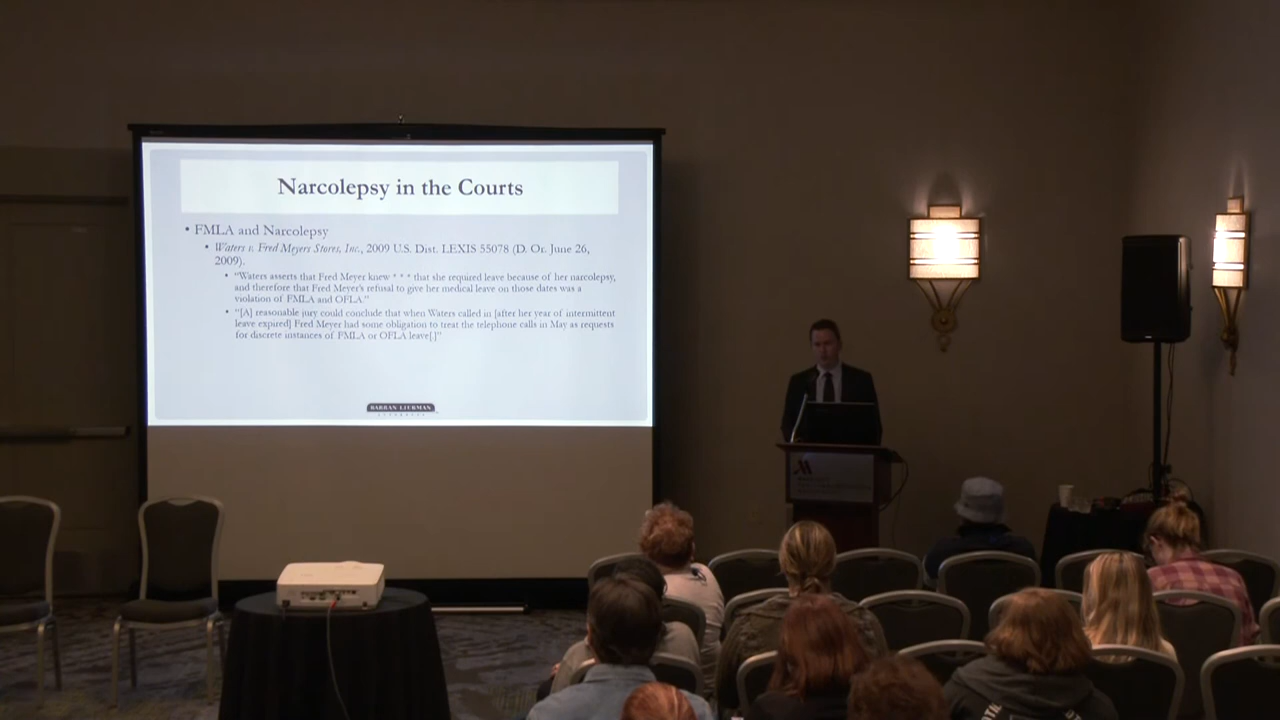 Narcolepsy in the Courts
• FMLA and Narcolepsy
• Waters v. Fred Meyers Stores, Inc., 2009 U.S. Dist. LEXIS 55078 (D. Or. June 26,
2009).
• "Waters asserts that Fred Meyer knew * * * that she required leave because of her narcolepsy,
and therefore that Fred Meyer's refusal to give her medical leave on those dates was a
violation of FMLA and OFLA."
• "[A] reasonable jury could conclude that when Waters called in [after her year of intermittent
leave expired] Fred Meyer had some obligation to treat the telephone calls in May as requests
for discrete instances of FMLA or OFLA leave[.]"
BARRAN LIEBMAN
ATTORNEYS